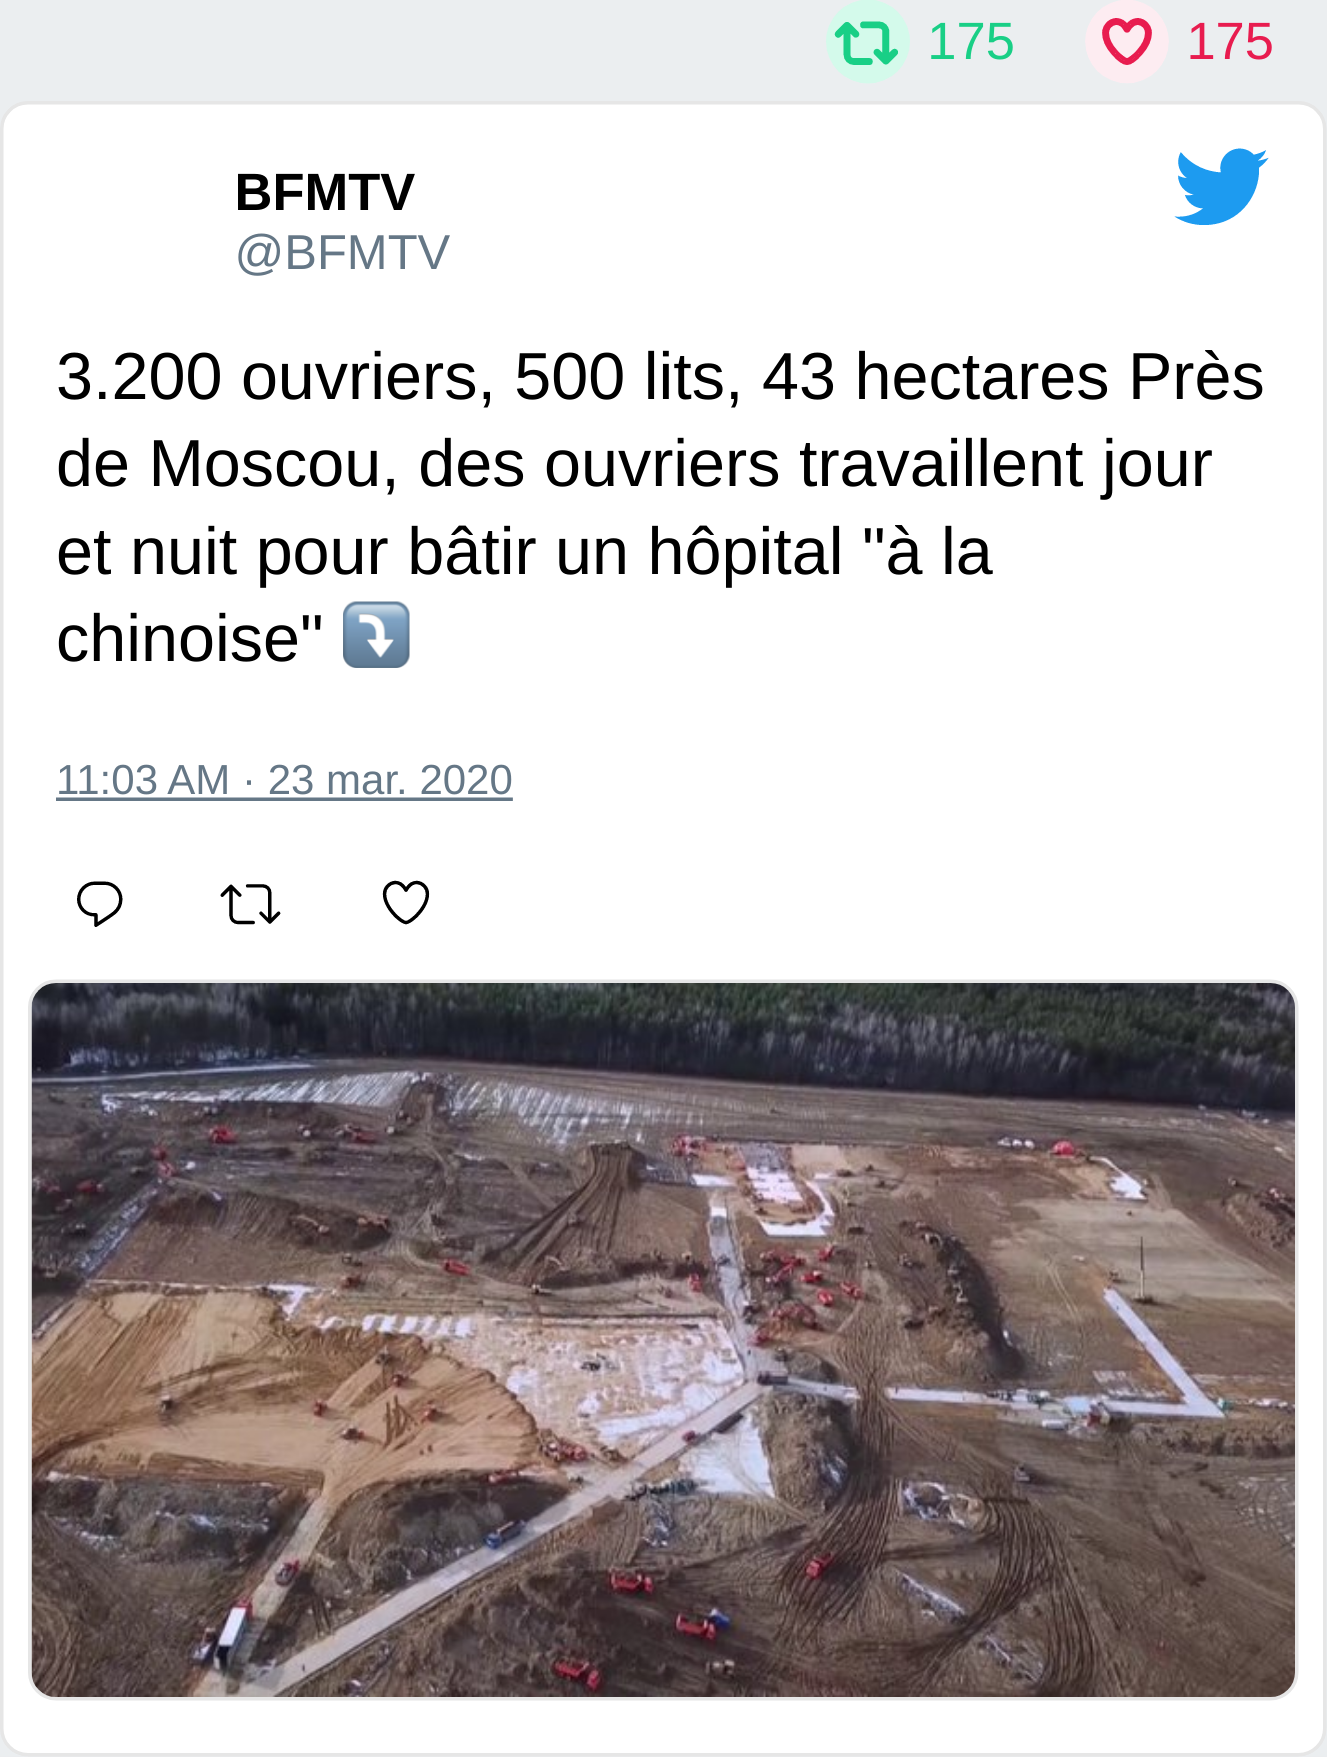 175 175
BFMTV
@BFMTV
3.200 ouvriers, 500 lits, 43 hectares Près
de Moscou, des ouvriers travaillent jour
et nuit pour bâtir un hôpital "à la
chinoise" ⤵️
11:03 AM · 23 mar. 2020